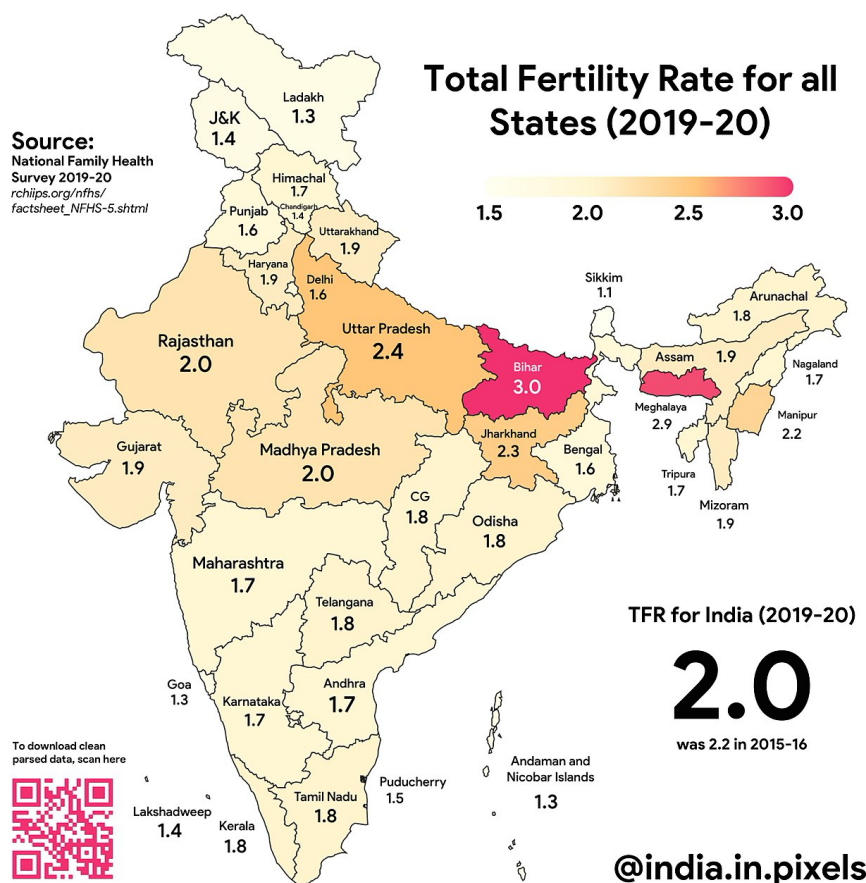 Total Fertility Rate for all
States (2019-20)
1.5 2.0 2.5 3.0
Source:
National Family Health
Survey 2019-20
rchiips.org/nfhs/
factsheet_NFHS-5.shtml
Ladakh
1.3
J&K
1.4
Himachal
1.7
Chandigarh
1.4
Punjab
1.6
Uttarakhand
1.9
Haryana
1.9
Delhi
1.6
Sikkim
1.1
Arunachal
1.8
Rajasthan
2.0
Uttar Pradesh
2.4
Bihar
3.0
Assam 1.9
Nagaland
1.7
Meghalaya
2.9
Manipur
2.2
Gujarat
1.9
Madhya Pradesh
2.0
Jharkhand
2.3
Bengal
1.6
Tripura
1.7
Mizoram
1.9
CG
1.8
Odisha
1.8
Maharashtra
1.7
Telangana
1.8
TFR for India (2019-20)
2.0
was 2.2 in 2015-16
Goa
1.3
Karnataka
1.7
Andhra
1.7
To download clean
parsed data, scan here
Puducherry
1.5
Andaman and
Nicobar Islands
1.3
Lakshadweep
1.4
Kerala
1.8
Tamil Nadu
1.8
@india.in.pixels